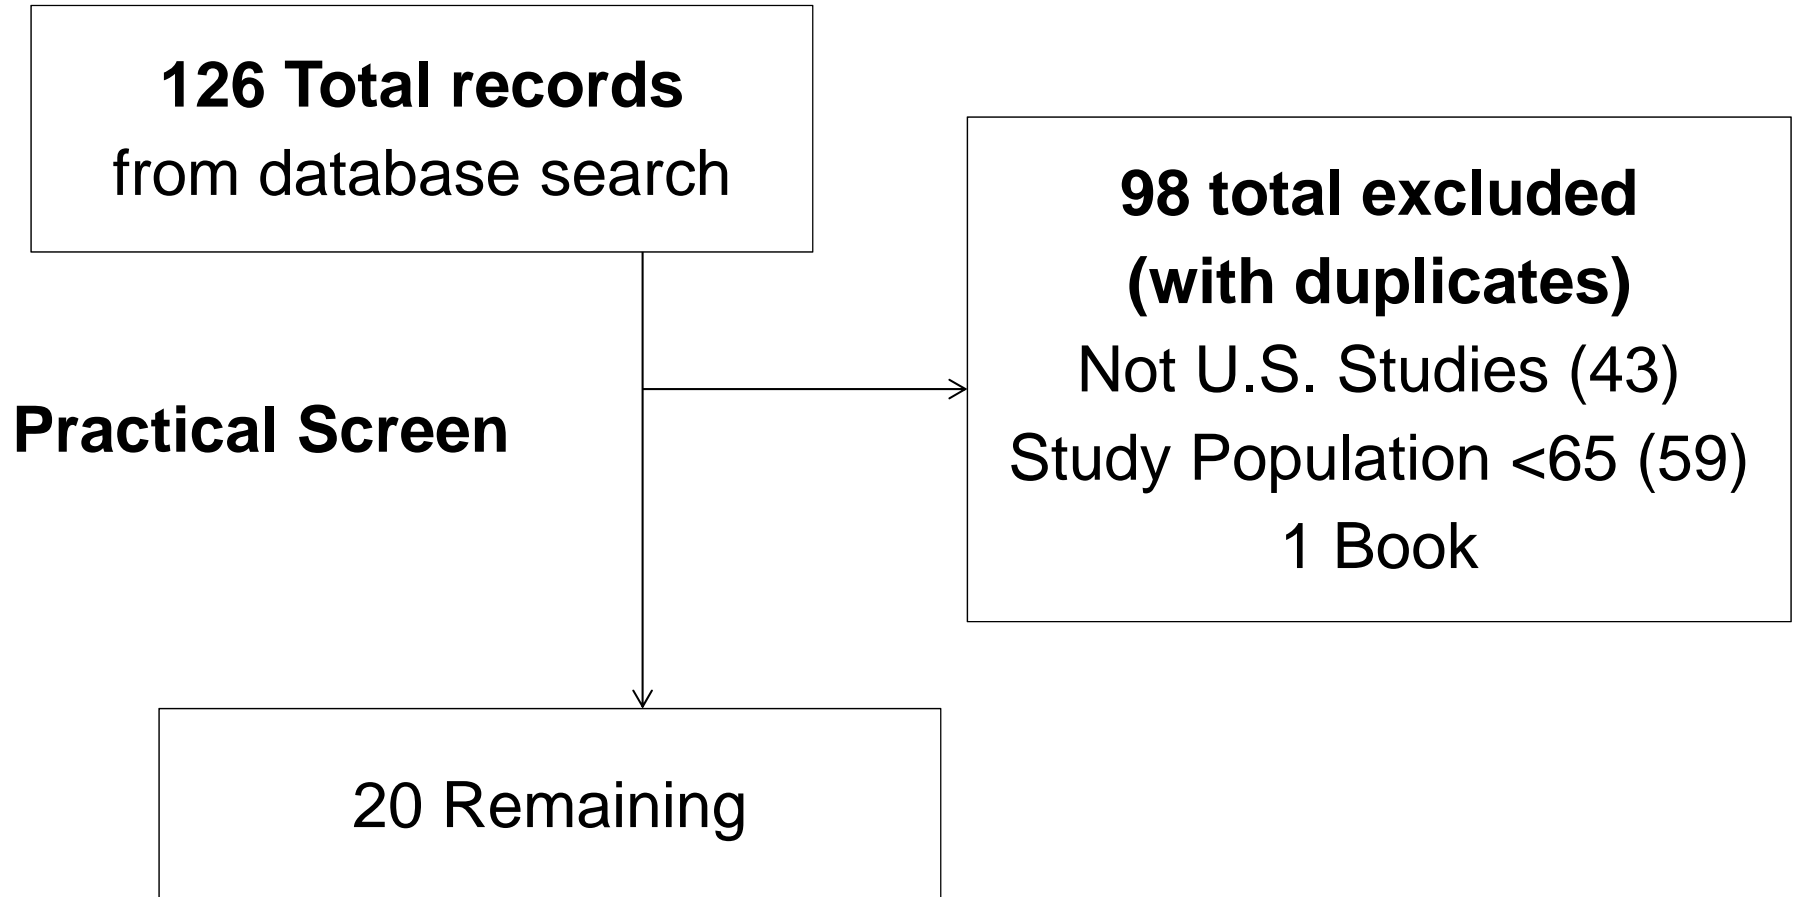 126 Total records
from database search
98 total excluded
(with duplicates)
Not U.S. Studies (43)
Study Population <65 (59)
1 Book
Practical Screen
20 Remaining